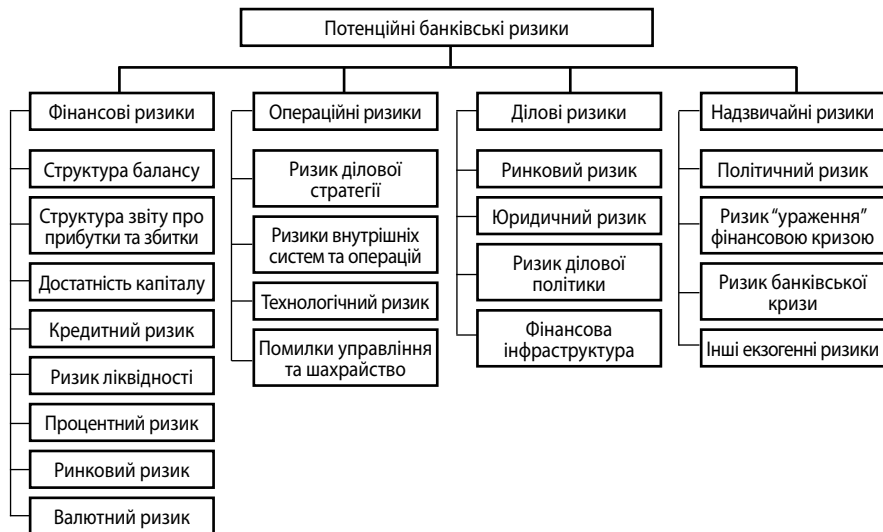 Потенційні банківські ризики
Фінансові ризики
Структура балансу
Структура звіту про
прибутки та збитки
Достатність капіталу
Кредитний ризик
Ризик ліквідності
Процентний ризик
Ринковий ризик
Валютний ризик
Операційні ризики
Ризик ділової
стратегії
Ризики внутрішніх
систем та операцій
Технологічний ризик
Помилки управління
та шахрайство
Ділові ризики
Ринковий ризик
Юридичний ризик
Ризик ділової
політики
Фінансова
інфраструктура
Надзвичайні ризики
Політичний ризик
Ризик “ураження”
фінансовою кризою
Ризик банківської
кризи
Інші екзогенні ризики